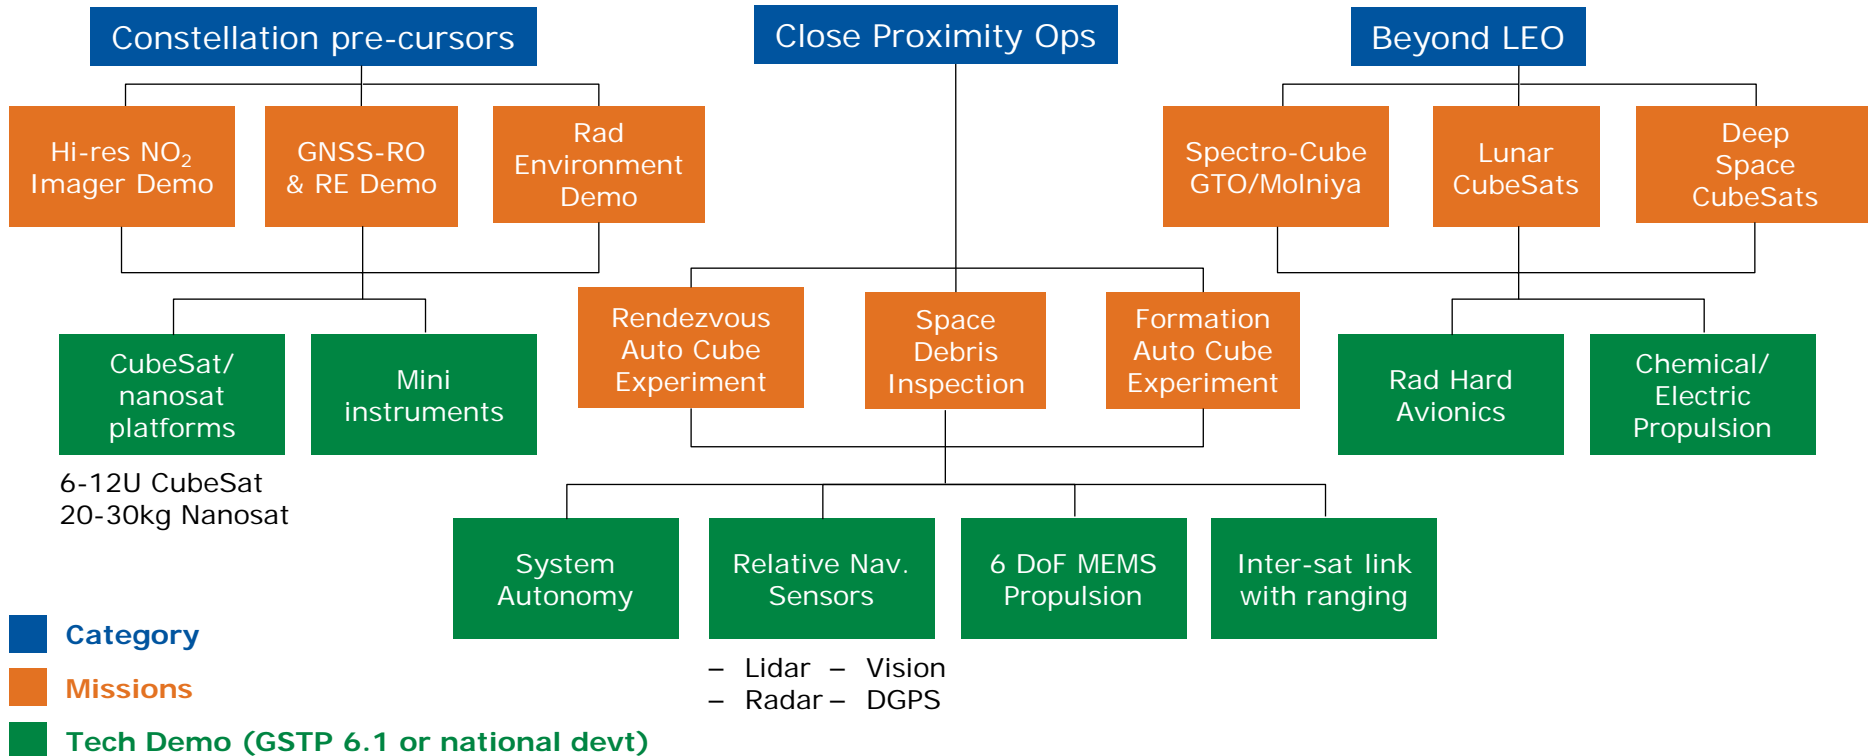 Constellation pre-cursors
Close Proximity Ops
Beyond LEO
Hi-res NO₂
Imager Demo
GNSS-RO
& RE Demo
Rad
Environment
Demo
Spectro-Cube
GTO/Molniya
Lunar
CubeSats
Deep
Space
CubeSats
Rendezvous
Auto Cube
Experiment
Space
Debris
Inspection
Formation
Auto Cube
Experiment
CubeSat/
nanosat
platforms
Mini
instruments
Rad Hard
Avionics
Chemical/
Electric
Propulsion
6-12U CubeSat
20-30kg Nanosat
System
Autonomy
Relative Nav.
Sensors
6 DoF MEMS
Propulsion
Inter-sat link
with ranging
– Lidar – Vision
– Radar – DGPS
Category
Missions
Tech Demo (GSTP 6.1 or national devt)